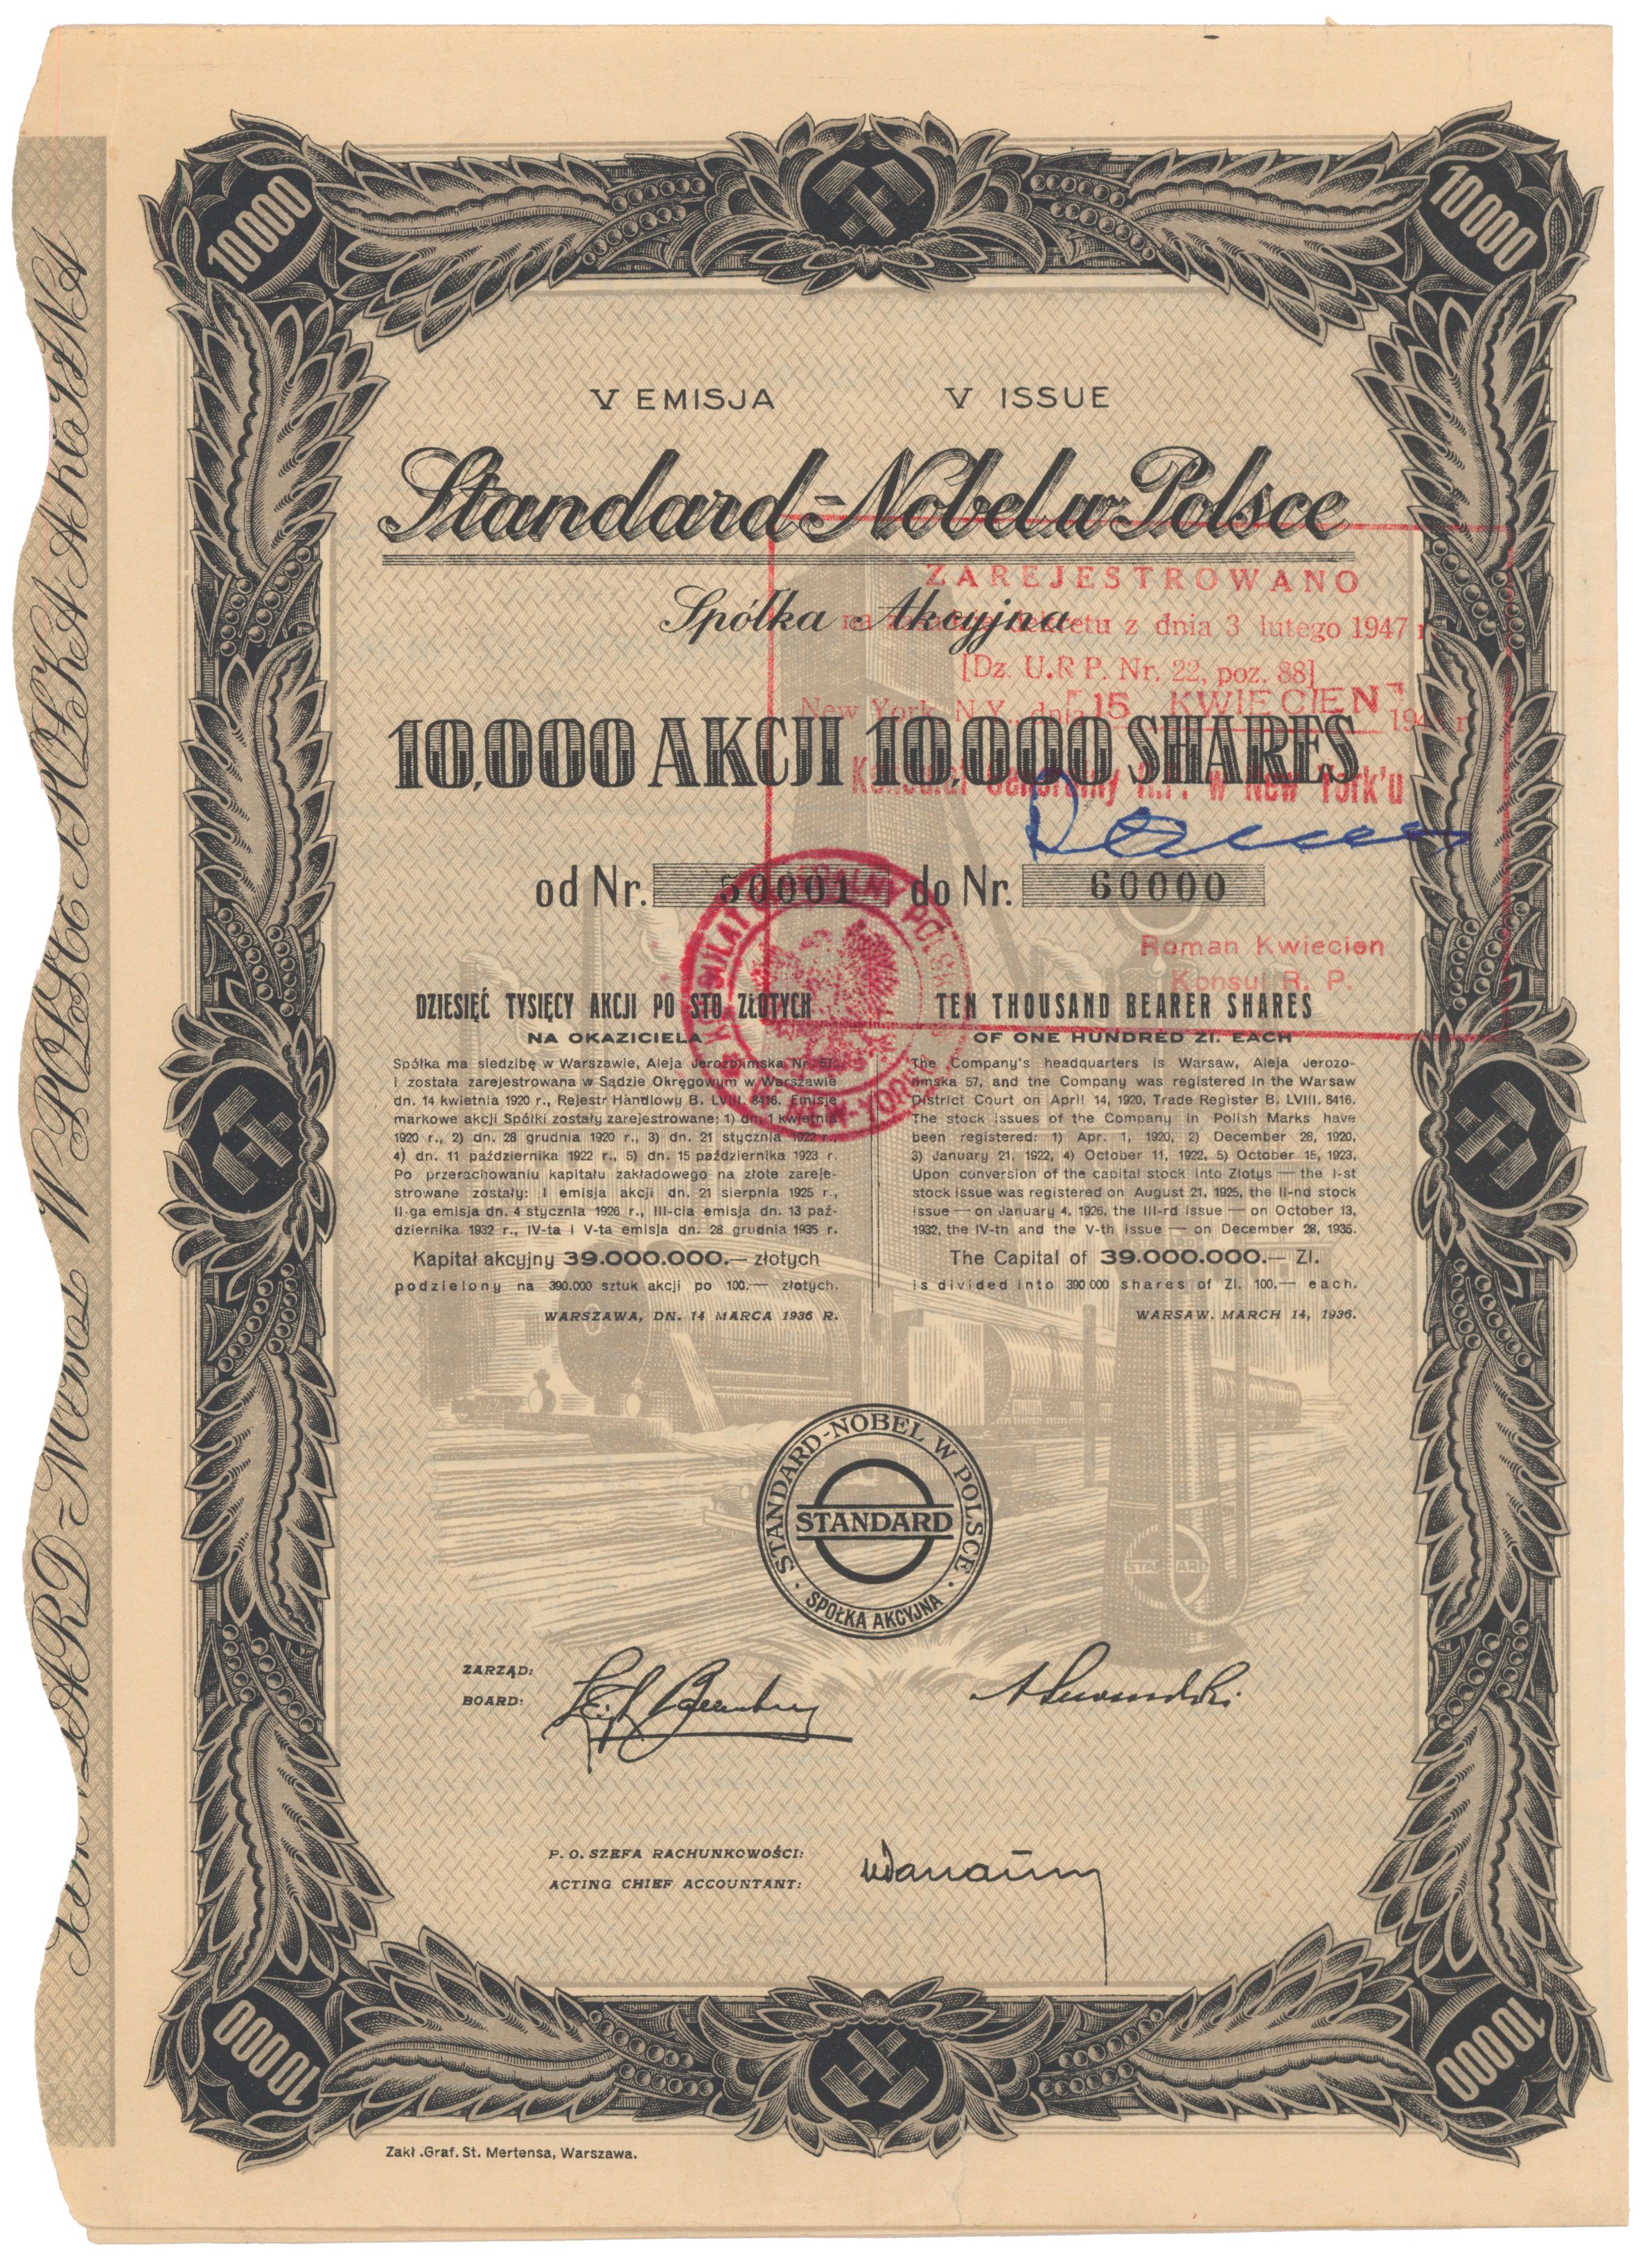 10000
10000
V EMISJA
V ISSUE
Standard-Nobel w Polsce
Spółka Akcyjna
ZAREJESTROWANO
na dekretu z dnia 3 lutego 1947 r
[Dz. U.R.P. Nr. 22, poz. 88]
New York, N.Y., dnia 15 KWIECIEN 194 r
10,000 AKCJI 10,000 SHARES
Konsulat Generalny R.P. w New York'u
od Nr. 50001 do Nr. 60000
Roman Kwiecien
Konsul R. P.
DZIESIĘĆ TYSIĘCY AKCJI PO STO ZŁOTYCH
NA OKAZICIELA
Spółka ma siedzibę w Warszawie, Aleja Jerozolimska Nr. 57,
i została zarejestrowana w Sądzie Okręgowym w Warszawie
dn. 14 kwietnia 1920 r., Rejestr Handlowy B. LVIII. 8416. Emisje
markowe akcji Spółki zostały zarejestrowane: 1) dn. 1 kwietnia
1920 r., 2) dn. 28 grudnia 1920 r., 3) dn. 21 stycznia 1922 r.,
4) dn. 11 października 1922 r., 5) dn. 15 października 1923 r.
Po przerachowaniu kapitału zakładowego na złote zareje-
strowane zostały: I emisja akcji dn. 21 sierpnia 1925 r.,
II-ga emisja dn. 4 stycznia 1926 r., III-cia emisja dn. 13 paź-
dziernika 1932 r., IV-ta i V-ta emisja dn. 28 grudnia 1935 r.
Kapitał akcyjny 39.000.000.— złotych
podzielony na 390.000 sztuk akcji po 100.— złotych.
WARSZAWA, DN. 14 MARCA 1936 R.
TEN THOUSAND BEARER SHARES
OF ONE HUNDRED Zl. EACH
The Company's headquarters is Warsaw, Aleja Jerozo-
limska 57, and the Company was registered in the Warsaw
District Court on April 14, 1920, Trade Register B. LVIII. 8416.
The stock issues of the Company in Polish Marks have
been registered: 1) Apr. 1, 1920, 2) December 28, 1920,
3) January 21, 1922, 4) October 11, 1922, 5) October 15, 1923,
Upon conversion of the capital stock into Zlotys — the I-st
stock issue was registered on August 21, 1925, the II-nd stock
issue — on January 4, 1926, the III-rd issue — on October 13,
1932, the IV-th and the V-th issue — on December 28, 1935.
The Capital of 39.000.000.— Zl.
is divided into 390 000 shares of Zl. 100.— each.
WARSAW, MARCH 14, 1936.
STANDARD-NOBEL W POLSCE
STANDARD
SPÓŁKA AKCYJNA
STANDARD
ZARZĄD:
BOARD:
P. O. SZEFA RACHUNKOWOŚCI:
ACTING CHIEF ACCOUNTANT:
10000
10000
Zakł .Graf. St. Mertensa, Warszawa.
STANDARD-NOBEL W POLSCE SPÓŁKA AKCYJNA